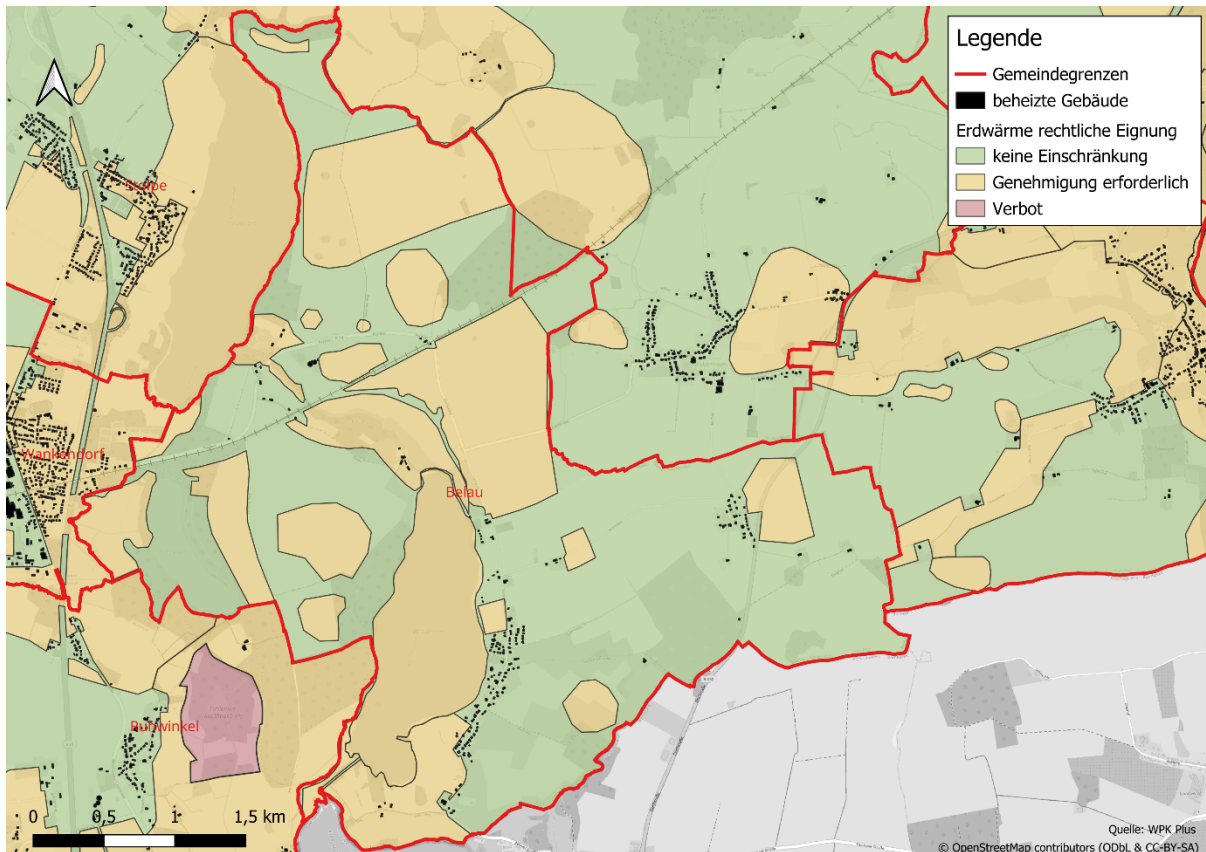 Legende
Gemeindegrenzen
beheizte Gebäude
Erdwärme rechtliche Eignung
keine Einschränkung
Genehmigung erforderlich
Verbot
Stolpe
Wankendorf
Belau
Ruhwinkel
0 0,5 1 1,5 km
Quelle: WPK Plus
© OpenStreetMap contributors (ODbL & CC-BY-SA)